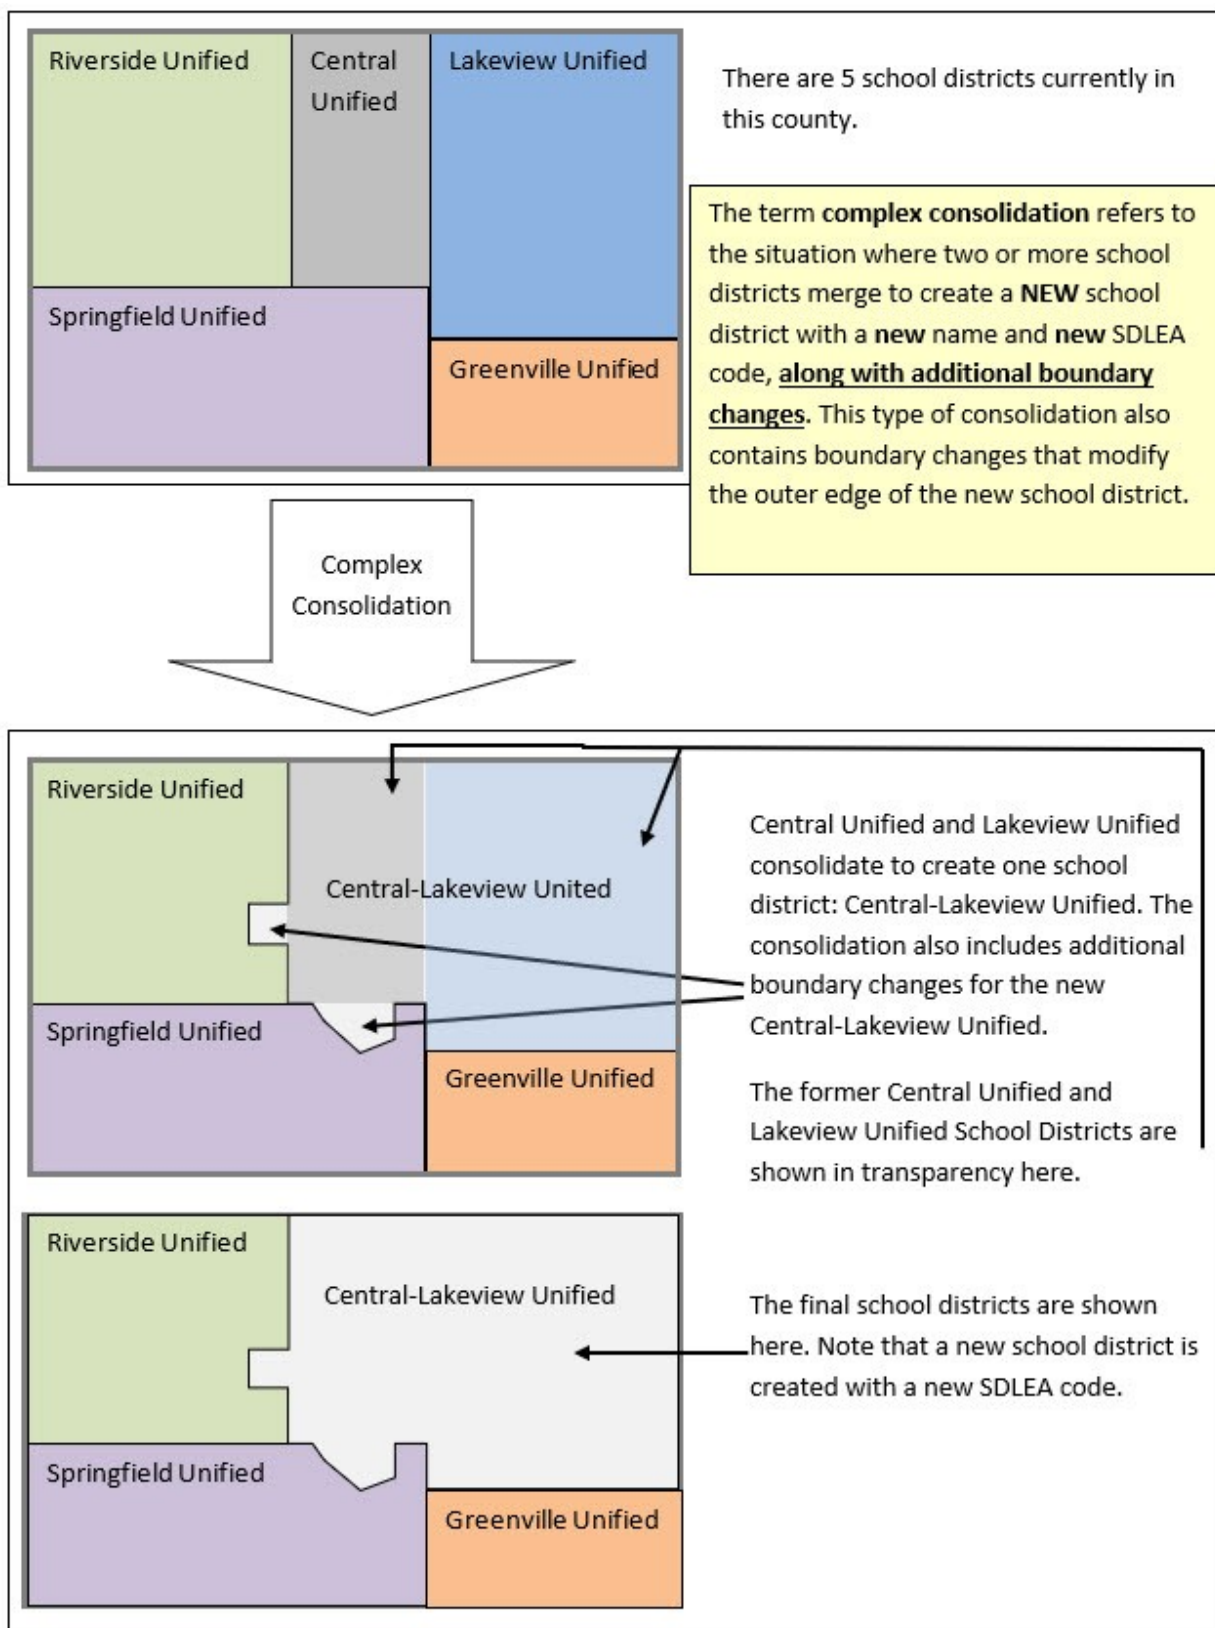 Riverside Unified
Central
Unified
Lakeview Unified
Springfield Unified
Greenville Unified
There are 5 school districts currently in
this county.
The term complex consolidation refers to
the situation where two or more school
districts merge to create a NEW school
district with a new name and new SDLEA
code, along with additional boundary
changes. This type of consolidation also
contains boundary changes that modify
the outer edge of the new school district.
Complex
Consolidation
Riverside Unified
Central-Lakeview United
Springfield Unified
Greenville Unified
Central Unified and Lakeview Unified
consolidate to create one school
district: Central-Lakeview Unified. The
consolidation also includes additional
boundary changes for the new
Central-Lakeview Unified.
The former Central Unified and
Lakeview Unified School Districts are
shown in transparency here.
Riverside Unified
Central-Lakeview Unified
Springfield Unified
Greenville Unified
The final school districts are shown
here. Note that a new school district is
created with a new SDLEA code.